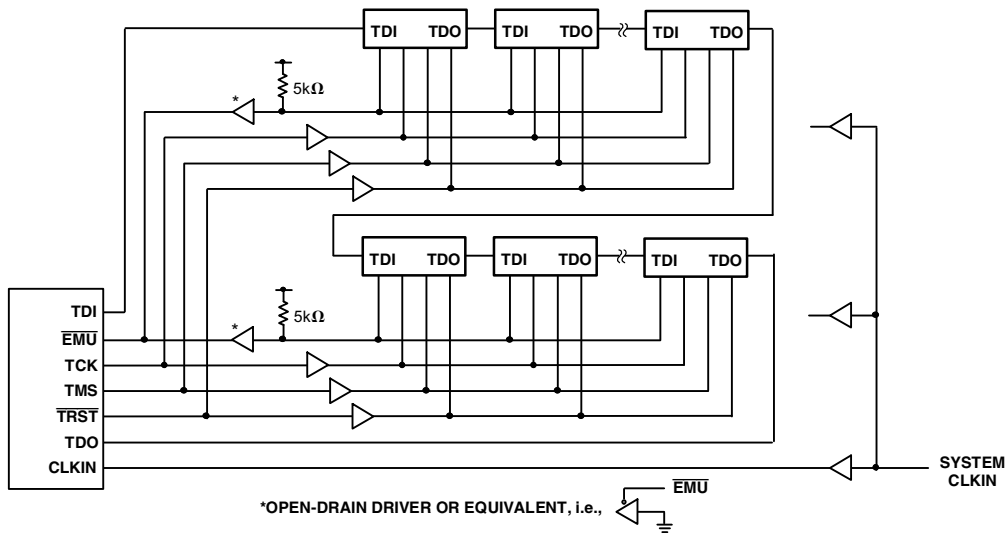 TDI TDO TDI TDO TDI TDO
5kΩ
*
TDI TDO TDI TDO TDI TDO
5kΩ
*
TDI
EMU
TCK
TMS
TRST
TDO
CLKIN
SYSTEM
CLKIN
EMU
*OPEN-DRAIN DRIVER OR EQUIVALENT, i.e.,